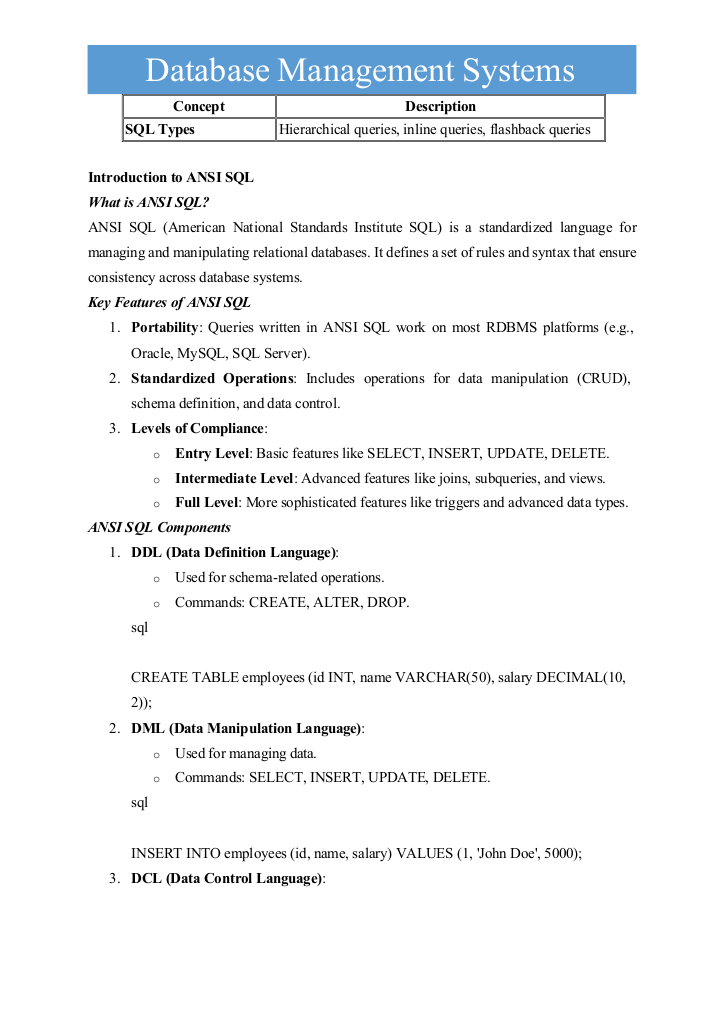 Database Management Systems
Concept Description
SQL Types Hierarchical queries, inline queries, flashback queries
Introduction to ANSI SQL
What is ANSI SQL?
ANSI SQL (American National Standards Institute SQL) is a standardized language for
managing and manipulating relational databases. It defines a set of rules and syntax that ensure
consistency across database systems.
Key Features of ANSI SQL
1. Portability: Queries written in ANSI SQL work on most RDBMS platforms (e.g.,
Oracle, MySQL, SQL Server).
2. Standardized Operations: Includes operations for data manipulation (CRUD),
schema definition, and data control.
3. Levels of Compliance:
o Entry Level: Basic features like SELECT, INSERT, UPDATE, DELETE.
o Intermediate Level: Advanced features like joins, subqueries, and views.
o Full Level: More sophisticated features like triggers and advanced data types.
ANSI SQL Components
1. DDL (Data Definition Language):
o Used for schema-related operations.
o Commands: CREATE, ALTER, DROP.
sql
CREATE TABLE employees (id INT, name VARCHAR(50), salary DECIMAL(10,
2));
2. DML (Data Manipulation Language):
o Used for managing data.
o Commands: SELECT, INSERT, UPDATE, DELETE.
sql
INSERT INTO employees (id, name, salary) VALUES (1, 'John Doe', 5000);
3. DCL (Data Control Language):